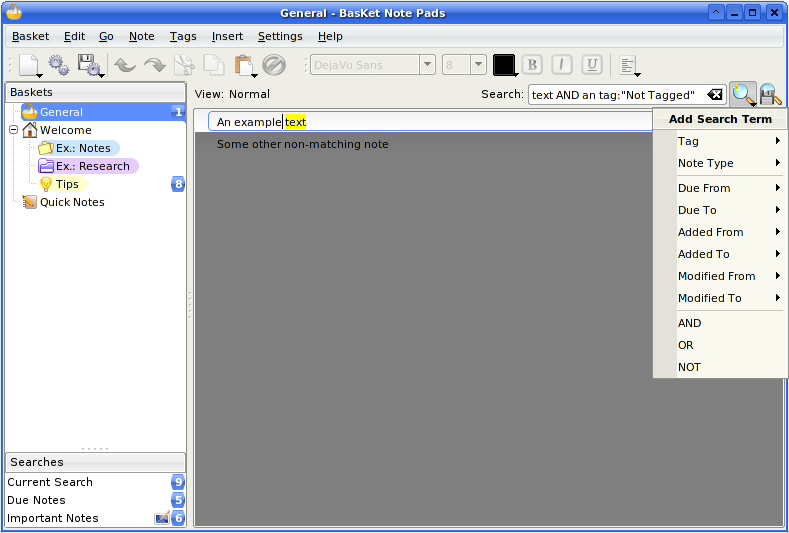 General - BasKet Note Pads
Basket Edit Go Note Tags Insert Settings Help
DejaVu Sans 8 B I U
Baskets
General 1
Welcome
Ex.: Notes
Ex.: Research
Tips 8
Quick Notes
Searches
Current Search 9
Due Notes 5
Important Notes 6
View: Normal
Search: text AND an tag:"Not Tagged"
An example text
Some other non-matching note
Add Search Term
Tag
Note Type
Due From
Due To
Added From
Added To
Modified From
Modified To
AND
OR
NOT